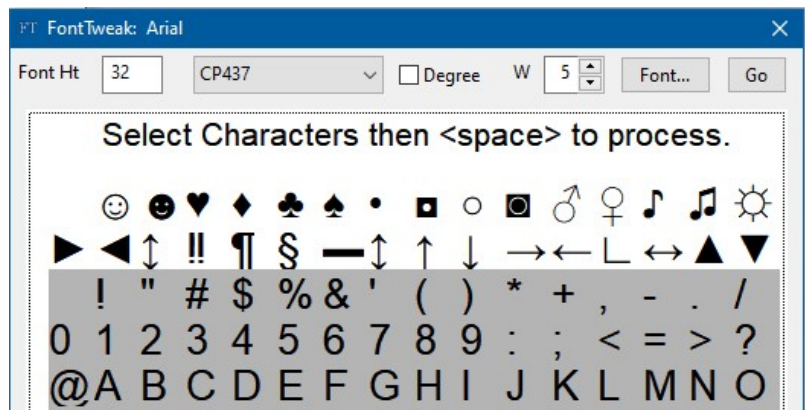 FT FontTweak: Arial
Font Ht 32 CP437 Degree W 5 Font... Go
Select Characters then <space> to process.
☺ ☻ ♥ ♦ ♣ ♠ • ◘ ○ ◙ ♂ ♀ ♪ ♫ ☼
► ◄ ↕ ‼ ¶ § ▬ ↨ ↑ ↓ → ← ∟ ↔ ▲ ▼
! " # $ % & ' ( ) * + , - . /
0 1 2 3 4 5 6 7 8 9 : ; < = > ?
@ A B C D E F G H I J K L M N O